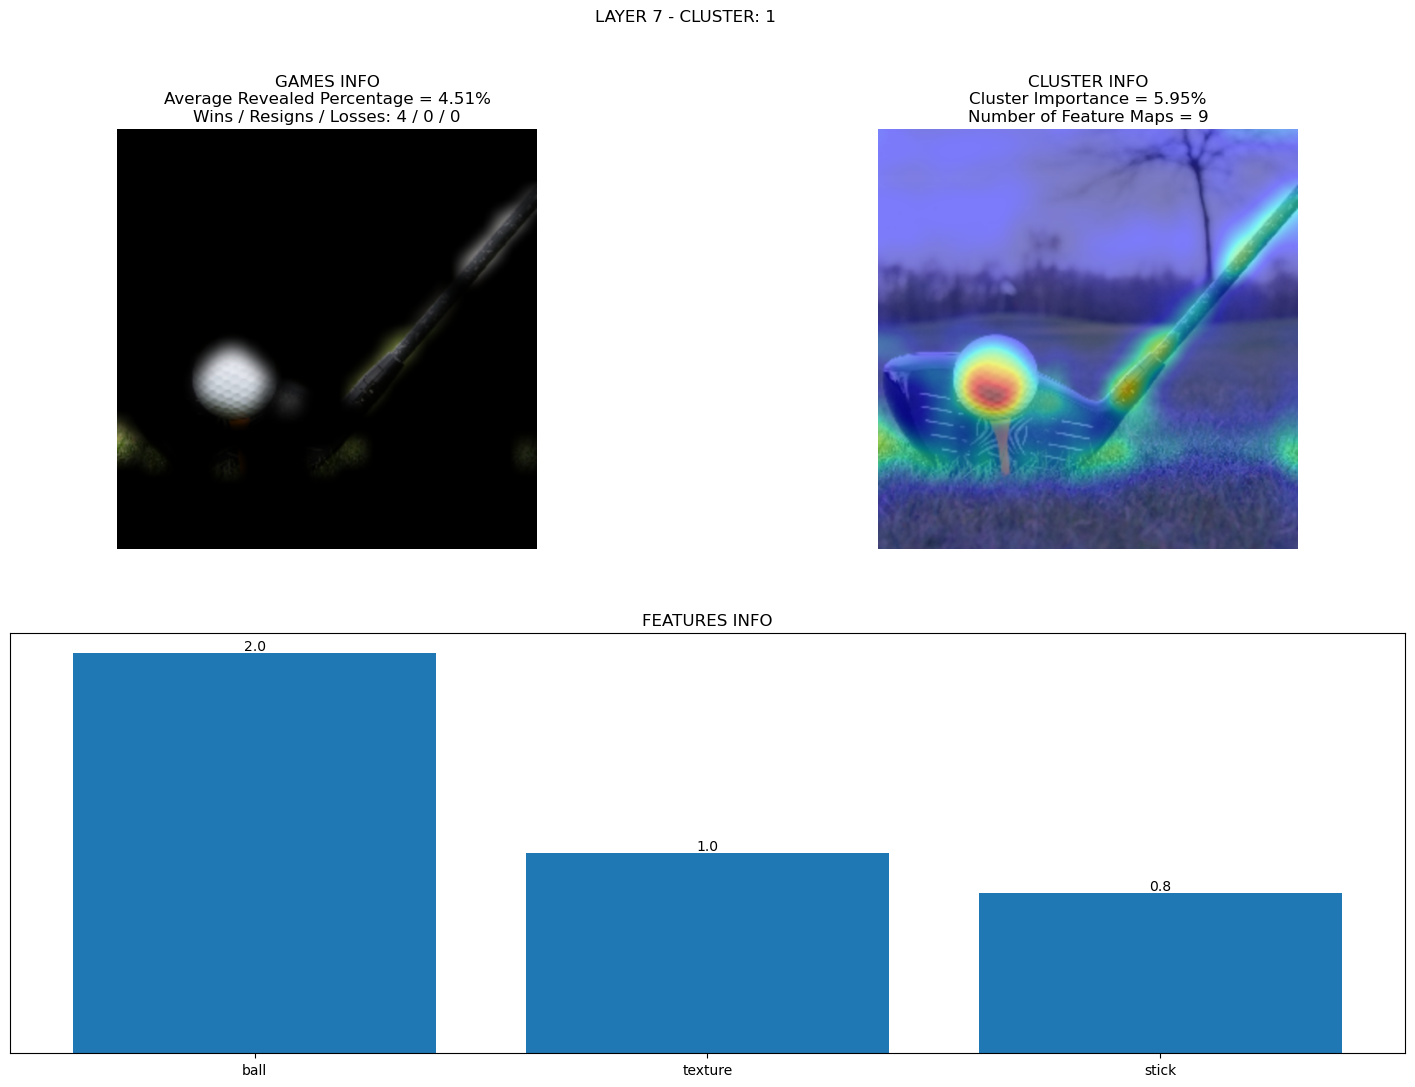 LAYER 7 - CLUSTER: 1
GAMES INFO
Average Revealed Percentage = 4.51%
Wins / Resigns / Losses: 4 / 0 / 0
CLUSTER INFO
Cluster Importance = 5.95%
Number of Feature Maps = 9
FEATURES INFO
2.0
1.0
0.8
ball
texture
stick